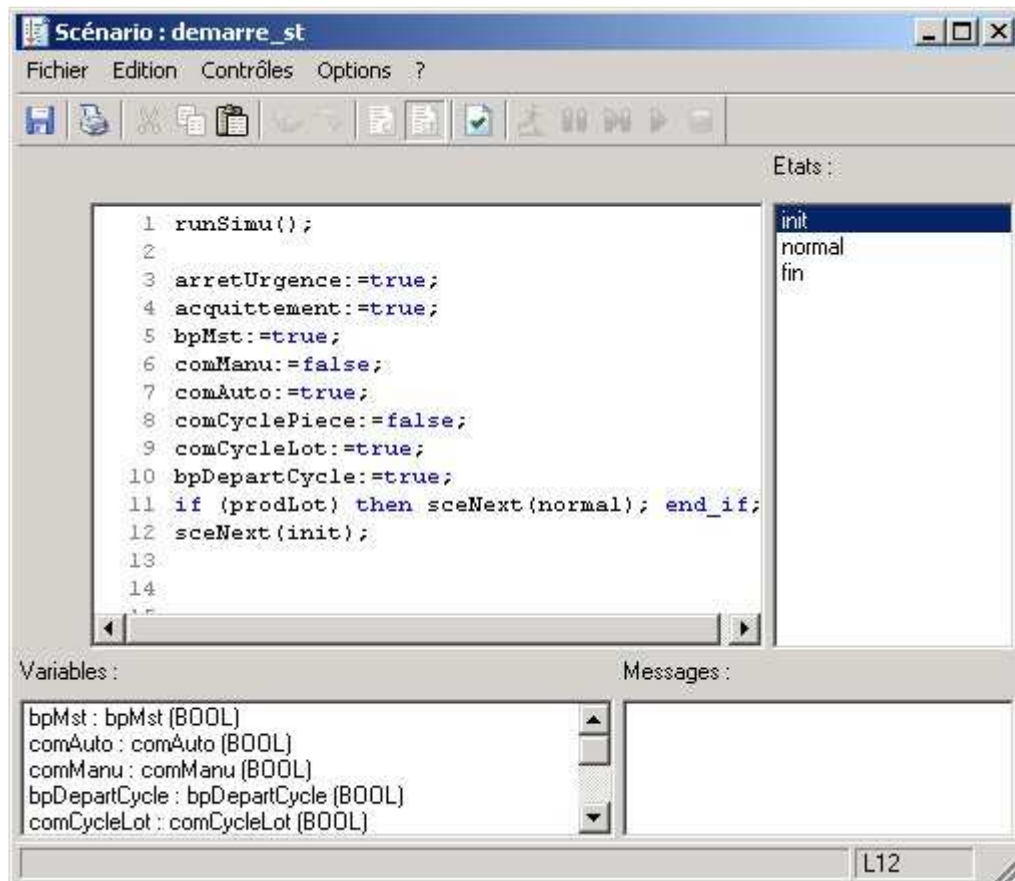 Scénario : demarre_st
Fichier Edition Contrôles Options ?
Etats :
1 runSimu();
2
3 arretUrgence:=true;
4 acquittement:=true;
5 bpMst:=true;
6 comManu:=false;
7 comAuto:=true;
8 comCyclePiece:=false;
9 comCycleLot:=true;
10 bpDepartCycle:=true;
11 if (prodLot) then sceNext(normal); end_if;
12 sceNext(init);
13
14
init
normal
fin
Variables :
bpMst : bpMst (BOOL)
comAuto : comAuto (BOOL)
comManu : comManu (BOOL)
bpDepartCycle : bpDepartCycle (BOOL)
comCycleLot : comCycleLot (BOOL)
Messages :
L12